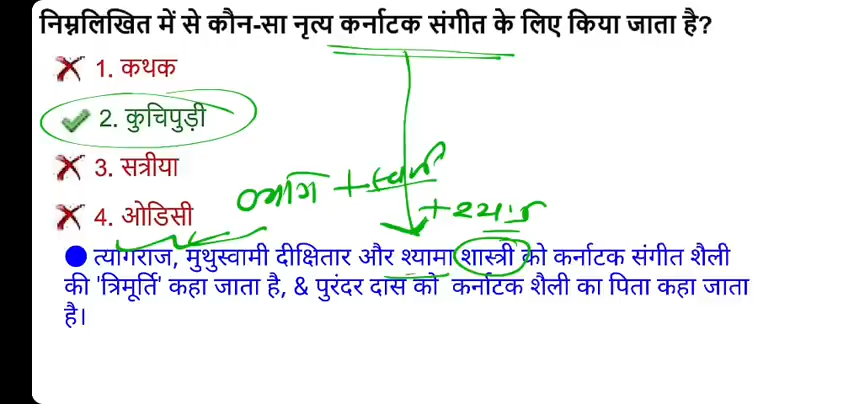 निम्नलिखित में से कौन-सा नृत्य कर्नाटक संगीत के लिए किया जाता है?
1. कथक
2. कुचिपुड़ी
3. सत्रीया
4. ओडिसी
त्यागराज, मुथुस्वामी दीक्षितार और श्यामा शास्त्री को कर्नाटक संगीत शैली
की 'त्रिमूर्ति' कहा जाता है, & पुरंदर दास को कर्नाटक शैली का पिता कहा जाता
है।